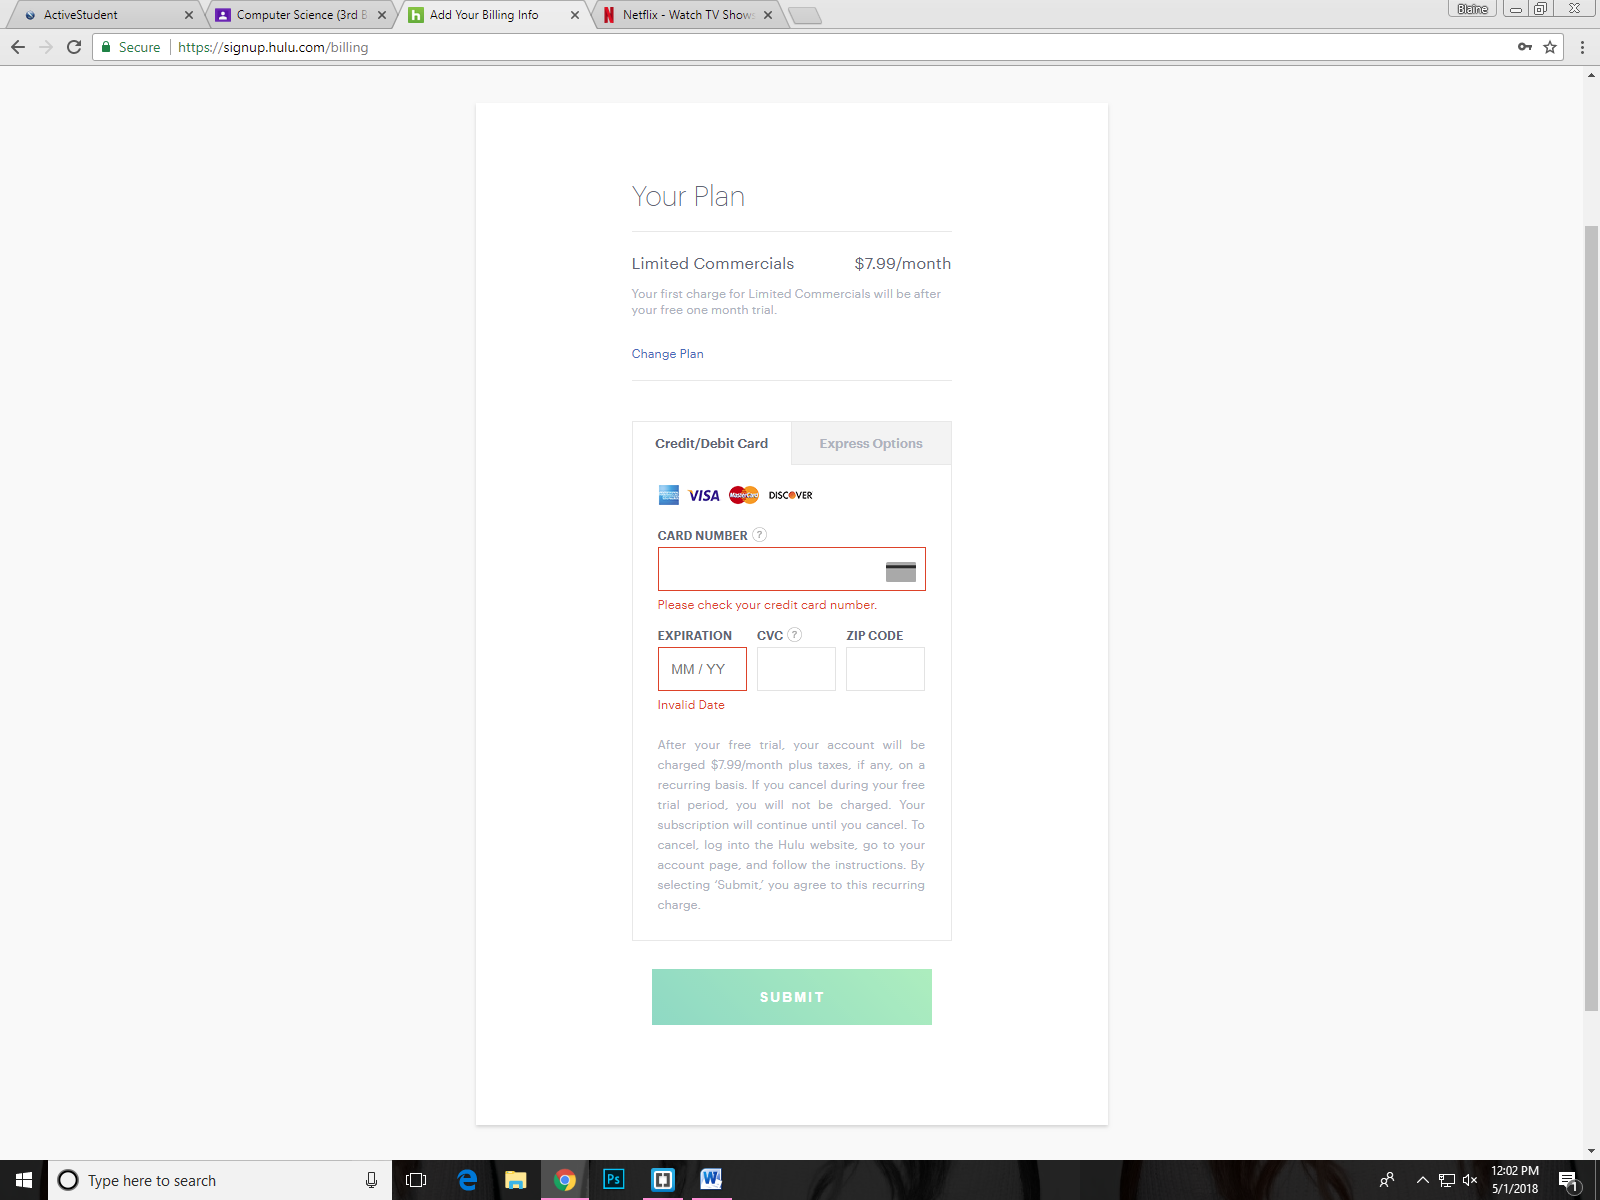 ActiveStudent
Computer Science (3rd B
Add Your Billing Info
Netflix - Watch TV Shows
Blaine
Secure
https://signup.hulu.com/billing
Your Plan
Limited Commercials $7.99/month
Your first charge for Limited Commercials will be after
your free one month trial.
Change Plan
Credit/Debit Card
Express Options
VISA MasterCard DISCOVER
CARD NUMBER ?
Please check your credit card number.
EXPIRATION CVC ? ZIP CODE
MM / YY
Invalid Date
After your free trial, your account will be
charged $7.99/month plus taxes, if any, on a
recurring basis. If you cancel during your free
trial period, you will not be charged. Your
subscription will continue until you cancel. To
cancel, log into the Hulu website, go to your
account page, and follow the instructions. By
selecting ‘Submit,’ you agree to this recurring
charge.
SUBMIT
Type here to search
Ps
12:02 PM
5/1/2018
1